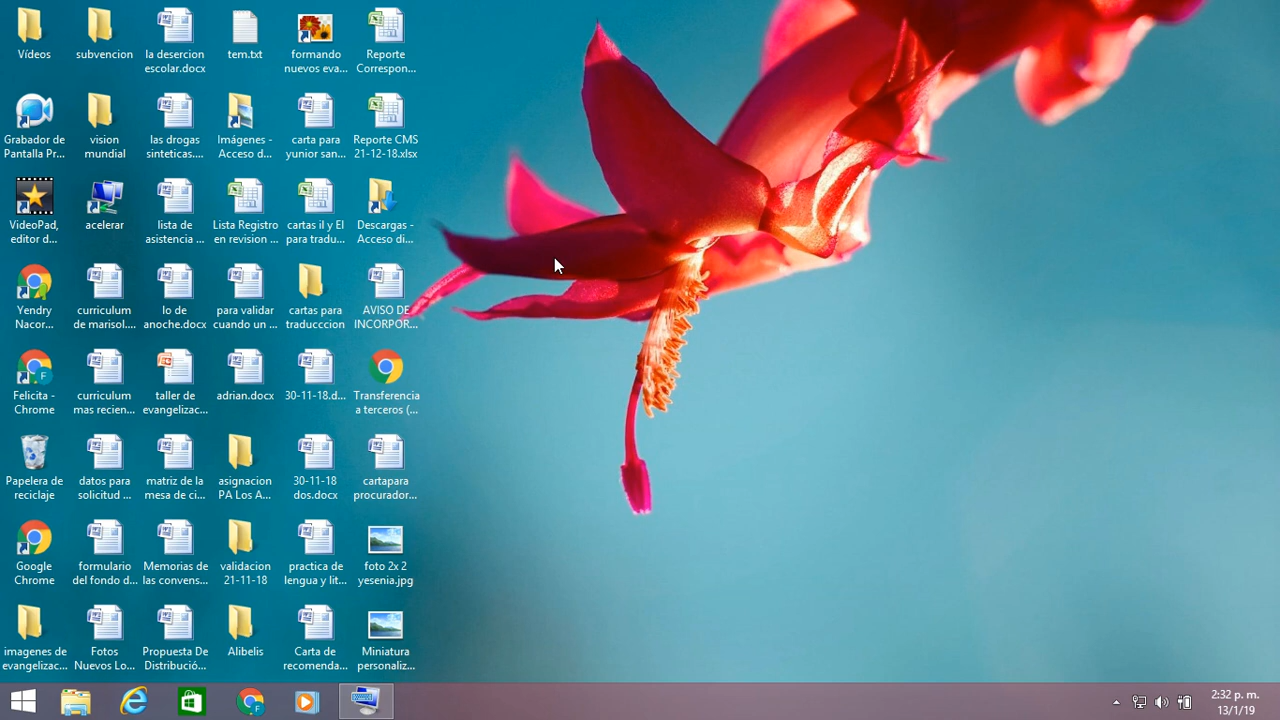 Vídeos
subvencion
la desercion
escolar.docx
tem.txt
formando
nuevos eva...
Reporte
Correspon...
Grabador de
Pantalla Pr...
vision
mundial
las drogas
sinteticas....
Imágenes -
Acceso d...
carta para
yunior san...
Reporte CMS
21-12-18.xlsx
VideoPad,
editor d...
acelerar
lista de
asistencia ...
Lista Registro
en revision ...
cartas il y El
para tradu...
Descargas -
Acceso di...
Yendry
Nacor...
curriculum
de marisol....
lo de
anoche.docx
para validar
cuando un ...
cartas para
traducccion
AVISO DE
INCORPOR...
Felicita -
Chrome
curriculum
mas recien...
taller de
evangelizac...
adrian.docx
30-11-18.d...
Transferencia
a terceros (...
Papelera de
reciclaje
datos para
solicitud ...
matriz de la
mesa de ci...
asignacion
PA Los A...
30-11-18
dos.docx
cartapara
procurador...
Google
Chrome
formulario
del fondo d...
Memorias de
las convens...
validacion
21-11-18
practica de
lengua y lit...
foto 2x 2
yesenia.jpg
imagenes de
evangelizac...
Fotos
Nuevos Lo...
Propuesta De
Distribució...
Alibelis
Carta de
recomenda...
Miniatura
personaliz...
2:32 p. m.
13/1/19